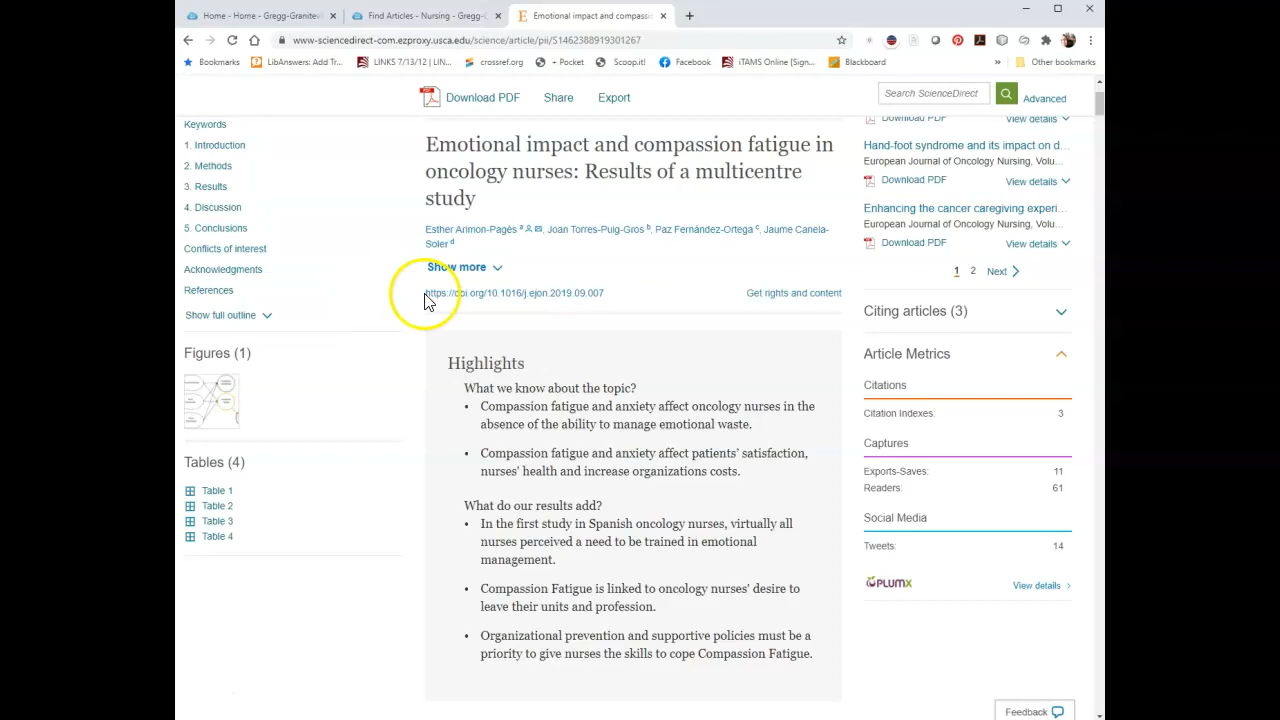 Home - Home - Gregg-Granite
Find Articles - Nursing - Gregg-G
Emotional impact and compassi
www-sciencedirect-com.ezproxy.usca.edu/science/article/pii/S1462388919301267
Bookmarks
LibAnswers: Add Tr...
LINKS 7/13/12 | LIN...
crossref.org
+ Pocket
Scoop.it!
Facebook
iTAMS Online [Sign...
Blackboard
»
Other bookmarks
PDF
Download PDF
Share
Export
Search ScienceDirect
Advanced
Keywords
1. Introduction
2. Methods
3. Results
4. Discussion
5. Conclusions
Conflicts of interest
Acknowledgments
References
Show full outline
Figures (1)
Tables (4)
Table 1
Table 2
Table 3
Table 4
Emotional impact and compassion fatigue in
oncology nurses: Results of a multicentre
study
Esther Arimon-Pagès a, Joan Torres-Puig-Gros b, Paz Fernández-Ortega c, Jaume Canela-
Soler d
Show more
https://doi.org/10.1016/j.ejon.2019.09.007
Get rights and content
Highlights
What we know about the topic?
• Compassion fatigue and anxiety affect oncology nurses in the
absence of the ability to manage emotional waste.
• Compassion fatigue and anxiety affect patients' satisfaction,
nurses' health and increase organizations costs.
What do our results add?
• In the first study in Spanish oncology nurses, virtually all
nurses perceived a need to be trained in emotional
management.
• Compassion Fatigue is linked to oncology nurses' desire to
leave their units and profession.
• Organizational prevention and supportive policies must be a
priority to give nurses the skills to cope Compassion Fatigue.
Download PDF
View details
Hand-foot syndrome and its impact on d...
European Journal of Oncology Nursing, Volu...
Download PDF
View details
Enhancing the cancer caregiving experi...
European Journal of Oncology Nursing, Volu...
Download PDF
View details
1 2 Next
Citing articles (3)
Article Metrics
Citations
Citation Indexes: 3
Captures
Exports-Saves: 11
Readers: 61
Social Media
Tweets: 14
PLUMX
View details
Feedback